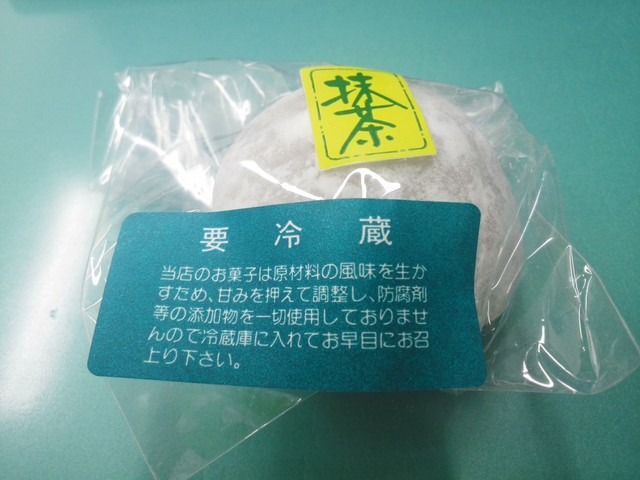 抹茶
要冷蔵
当店のお菓子は原材料の風味を生か
すため、甘みを押えて調整し、防腐剤
等の添加物を一切使用しておりませ
んので冷蔵庫に入れてお早目にお召
上り下さい。